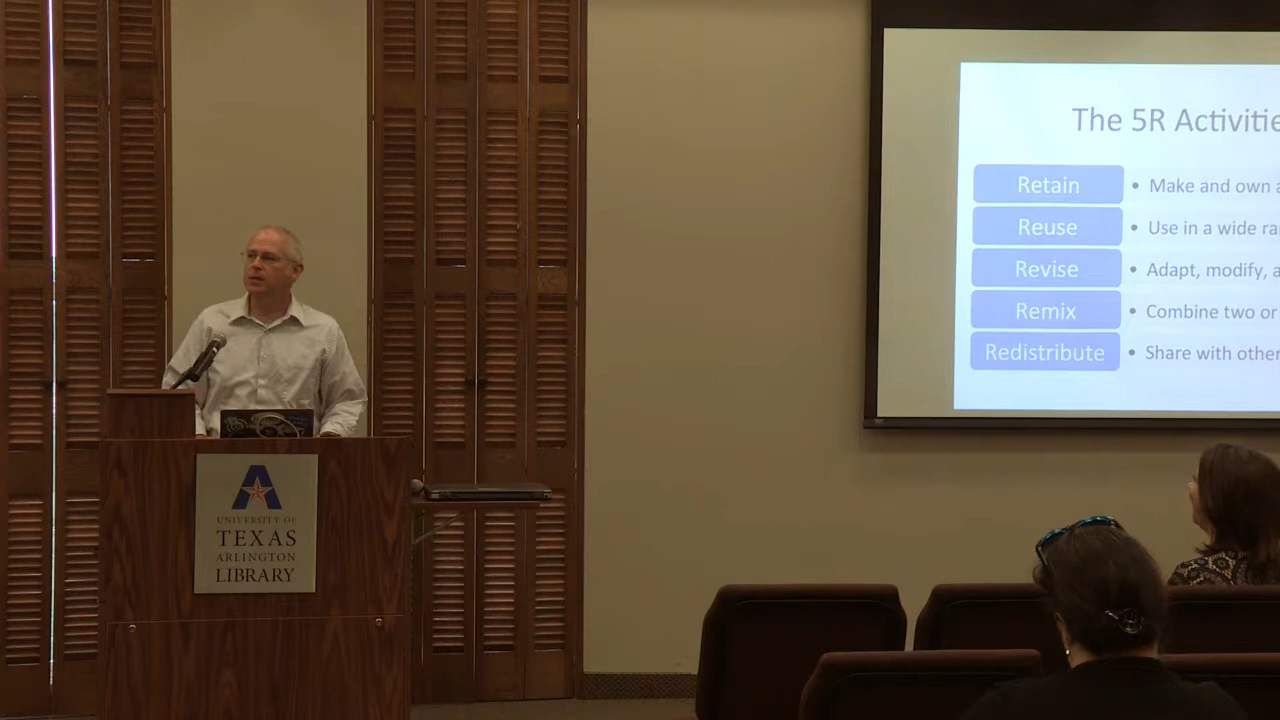 UNIVERSITY OF
TEXAS
ARLINGTON
LIBRARY
The 5R Activitie
Retain
• Make and own a
Reuse
• Use in a wide ra
Revise
• Adapt, modify, a
Remix
• Combine two or
Redistribute
• Share with other